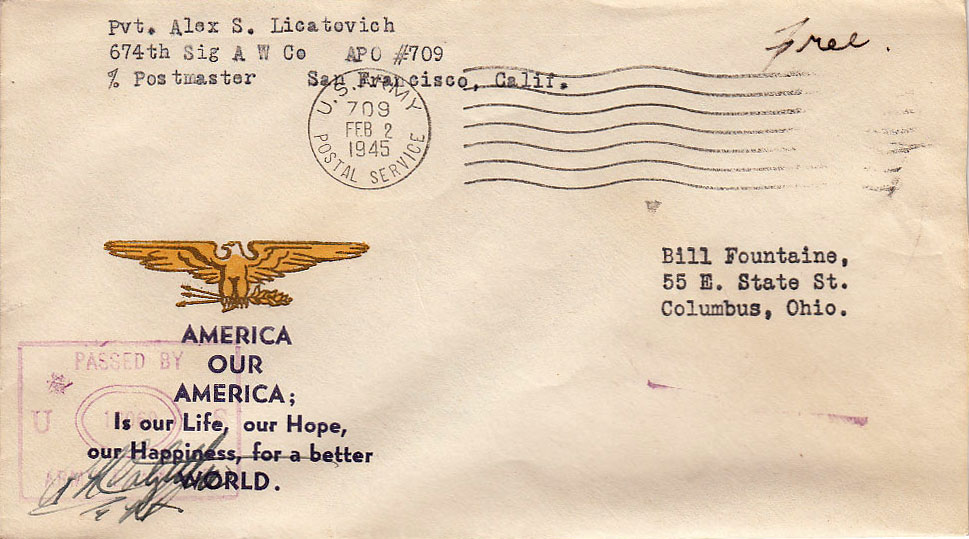 Pvt. Alex S. Licatovich
674th Sig A W Co APO #709
% Postmaster San Francisco, Calif.
Free.
U.S. ARMY
709
FEB 2
1945
POSTAL SERVICE
Bill Fountaine,
55 E. State St.
Columbus, Ohio.
AMERICA
OUR
AMERICA;
Is our Life, our Hope,
our Happiness, for a better
WORLD.
PASSED BY
U S
ARMY